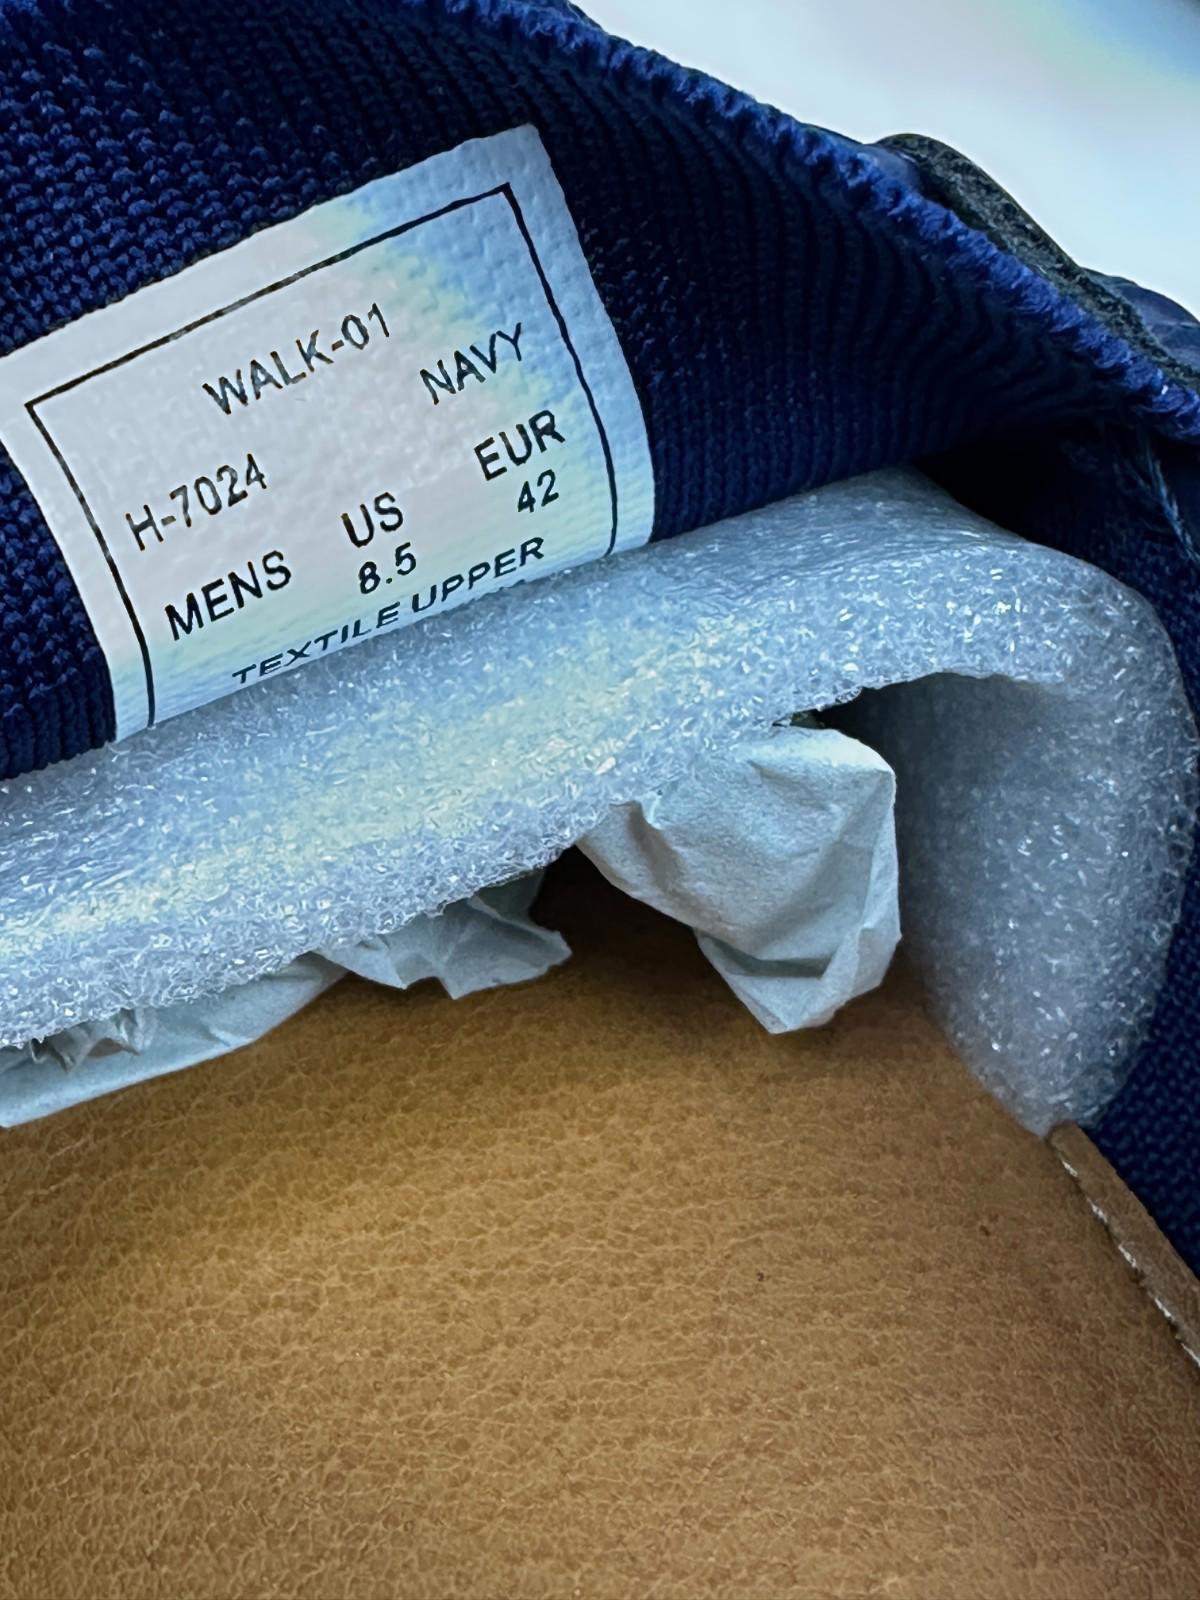 WALK-01
NAVY
H-7024
EUR
MENS US 42
8.5
TEXTILE UPPER